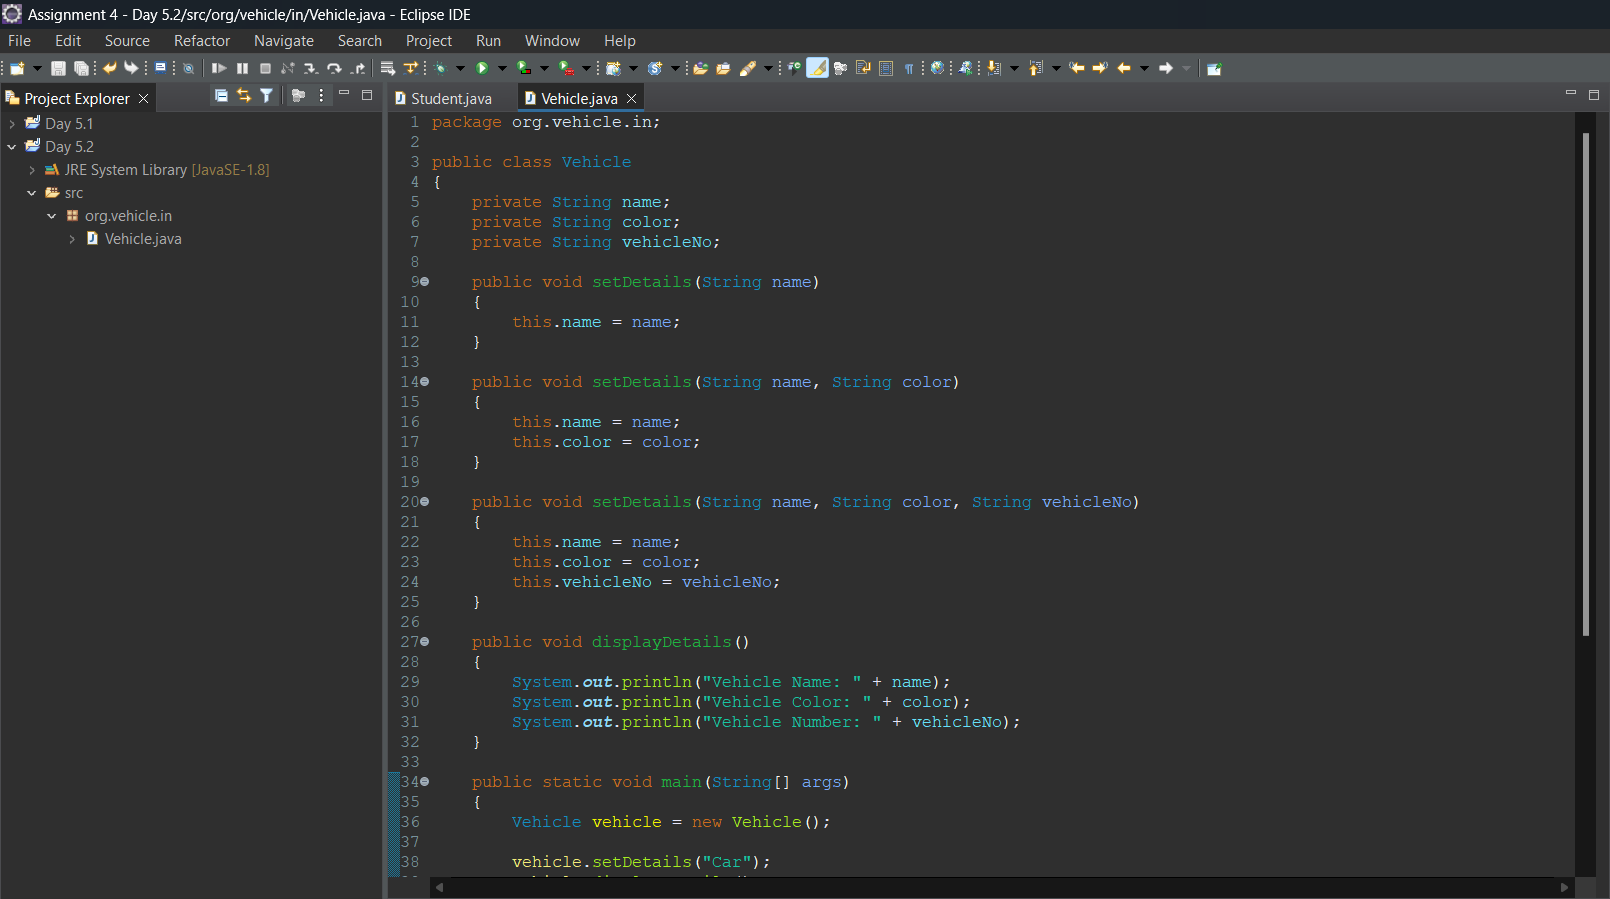 Assignment 4 - Day 5.2/src/org/vehicle/in/Vehicle.java - Eclipse IDE
File Edit Source Refactor Navigate Search Project Run Window Help
Project Explorer
Day 5.1
Day 5.2
JRE System Library [JavaSE-1.8]
src
org.vehicle.in
Vehicle.java
Student.java Vehicle.java
1 package org.vehicle.in;
2
3 public class Vehicle
4 {
5     private String name;
6     private String color;
7     private String vehicleNo;
8
9     public void setDetails(String name)
10     {
11         this.name = name;
12     }
13
14     public void setDetails(String name, String color)
15     {
16         this.name = name;
17         this.color = color;
18     }
19
20     public void setDetails(String name, String color, String vehicleNo)
21     {
22         this.name = name;
23         this.color = color;
24         this.vehicleNo = vehicleNo;
25     }
26
27     public void displayDetails()
28     {
29         System.out.println("Vehicle Name: " + name);
30         System.out.println("Vehicle Color: " + color);
31         System.out.println("Vehicle Number: " + vehicleNo);
32     }
33
34     public static void main(String[] args)
35     {
36         Vehicle vehicle = new Vehicle();
37
38         vehicle.setDetails("Car");